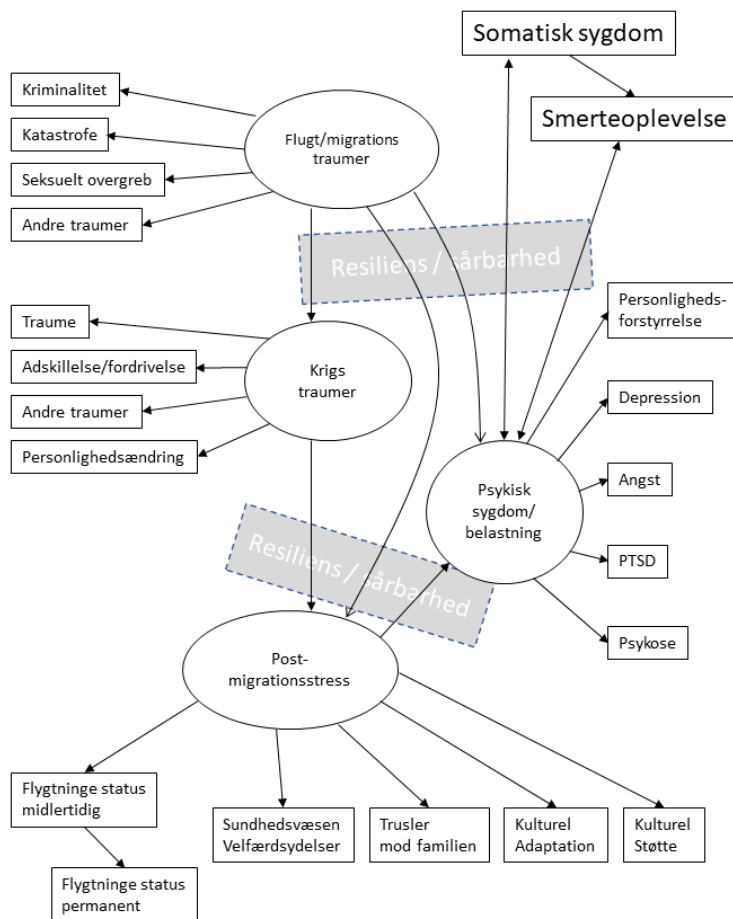 Somatisk sygdom
Smerteoplevelse
Kriminalitet
Katastrofe
Seksuelt overgreb
Andre traumer
Flugt/migrations
traumer
Resiliens / sårbarhed
Traume
Adskillelse/fordrivelse
Andre traumer
Personlighedsændring
Krigs
traumer
Personligheds-
forstyrrelse
Depression
Angst
PTSD
Psykose
Psykisk
sygdom/
belastning
Resiliens / sårbarhed
Post-
migrationsstress
Flygtninge status
midlertidig
Flygtninge status
permanent
Sundhedsvæsen
Velfærdsydelser
Trusler
mod familien
Kulturel
Adaptation
Kulturel
Støtte